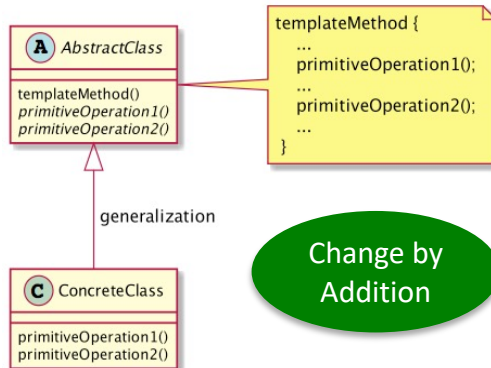 A AbstractClass
templateMethod()
primitiveOperation1()
primitiveOperation2()
templateMethod {
...
primitiveOperation1();
...
primitiveOperation2();
...
}
generalization
Change by
Addition
C ConcreteClass
primitiveOperation1()
primitiveOperation2()